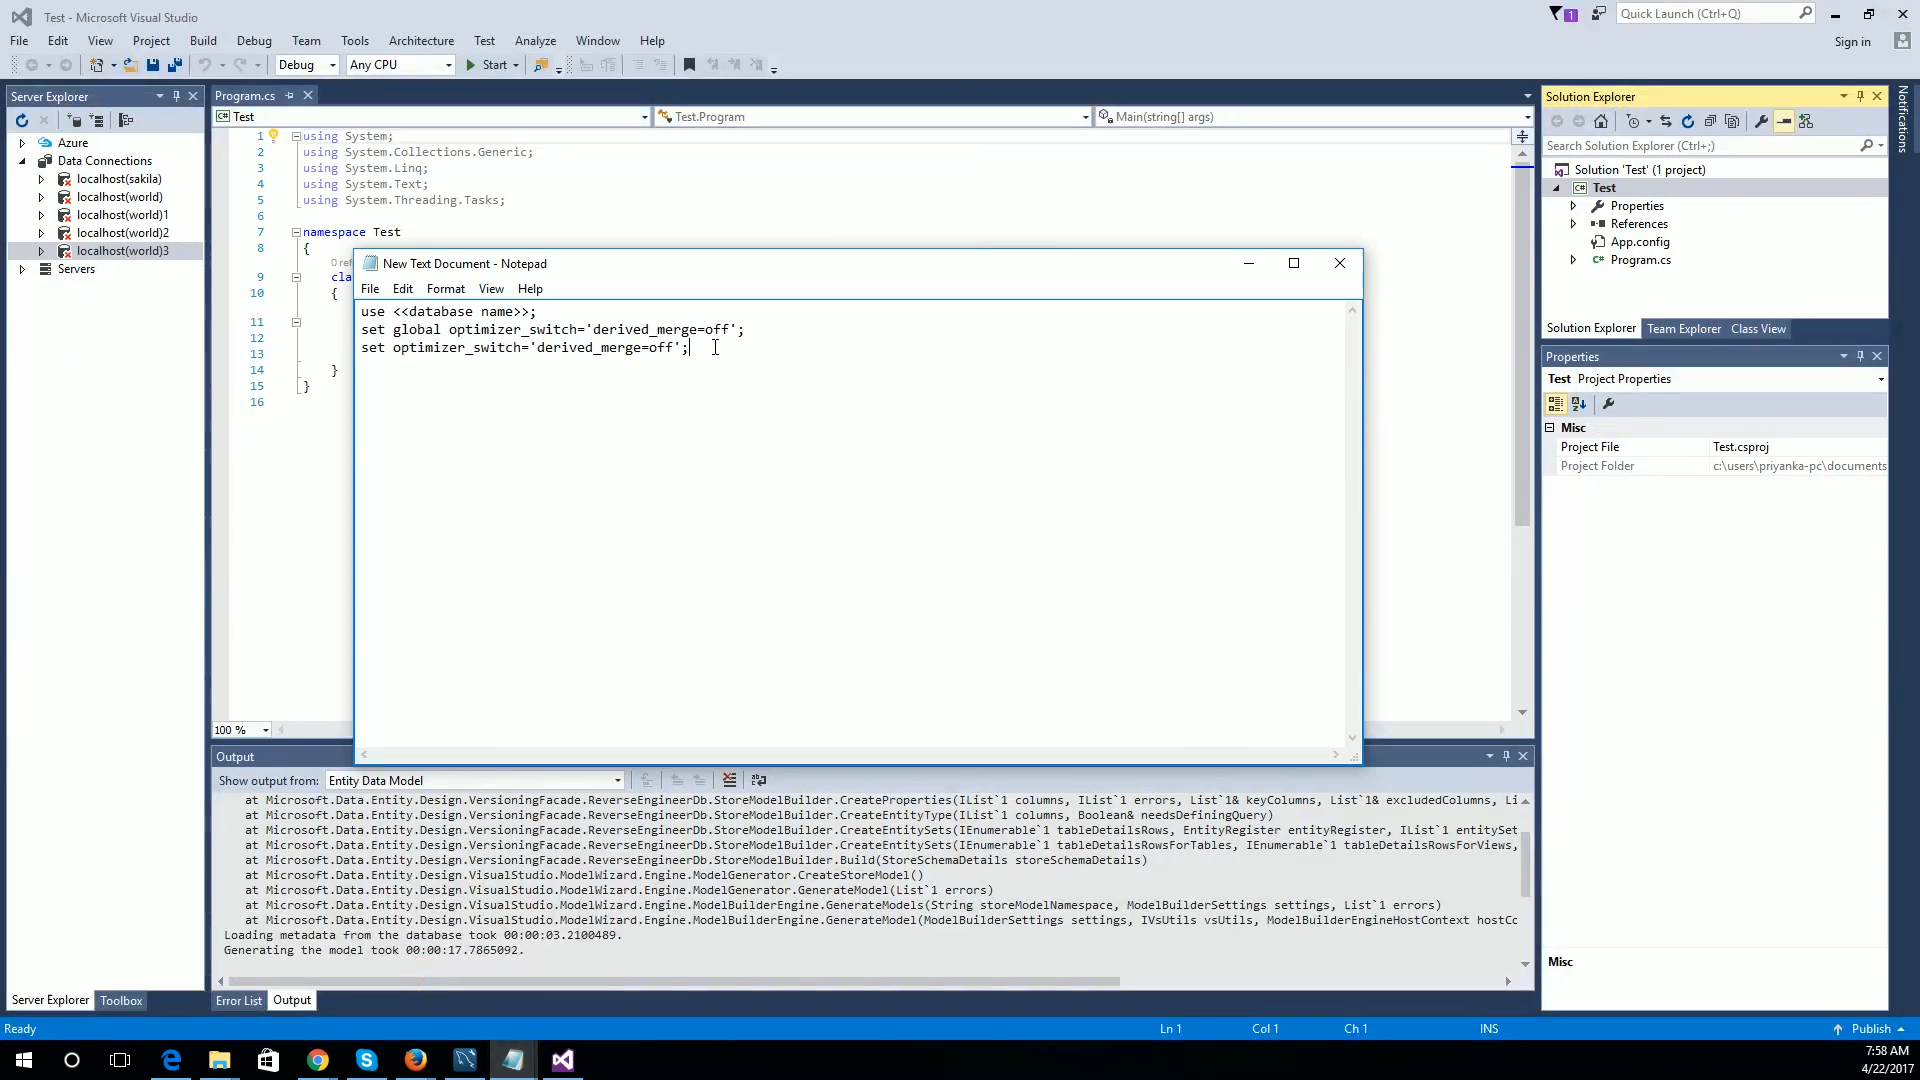 Test - Microsoft Visual Studio
1
Quick Launch (Ctrl+Q)
File Edit View Project Build Debug Team Tools Architecture Test Analyze Window Help
Sign in
Debug Any CPU Start
Server Explorer
Azure
Data Connections
localhost(sakila)
localhost(world)
localhost(world)1
localhost(world)2
localhost(world)3
Servers
Program.cs
Test Test.Program Main(string[] args)
1 using System;
2 using System.Collections.Generic;
3 using System.Linq;
4 using System.Text;
5 using System.Threading.Tasks;
6
7 namespace Test
8 {
0 ref
9 cla
10 {
11
12
13
14 }
15 }
16
New Text Document - Notepad
File Edit Format View Help
use <<database name>>;
set global optimizer_switch='derived_merge=off';
set optimizer_switch='derived_merge=off';
100 %
Output
Show output from: Entity Data Model
at Microsoft.Data.Entity.Design.VersioningFacade.ReverseEngineerDb.StoreModelBuilder.CreateProperties(IList`1 columns, IList`1 errors, List`1& keyColumns, List`1& excludedColumns, Li
at Microsoft.Data.Entity.Design.VersioningFacade.ReverseEngineerDb.StoreModelBuilder.CreateEntityType(IList`1 columns, Boolean& needsDefiningQuery)
at Microsoft.Data.Entity.Design.VersioningFacade.ReverseEngineerDb.StoreModelBuilder.CreateEntitySets(IEnumerable`1 tableDetailsRows, EntityRegister entityRegister, IList`1 entitySet
at Microsoft.Data.Entity.Design.VersioningFacade.ReverseEngineerDb.StoreModelBuilder.CreateEntitySets(IEnumerable`1 tableDetailsRowsForTables, IEnumerable`1 tableDetailsRowsForViews,
at Microsoft.Data.Entity.Design.VersioningFacade.ReverseEngineerDb.StoreModelBuilder.Build(StoreSchemaDetails storeSchemaDetails)
at Microsoft.Data.Entity.Design.VisualStudio.ModelWizard.Engine.ModelGenerator.CreateStoreModel()
at Microsoft.Data.Entity.Design.VisualStudio.ModelWizard.Engine.ModelGenerator.GenerateModel(List`1 errors)
at Microsoft.Data.Entity.Design.VisualStudio.ModelWizard.Engine.ModelBuilderEngine.GenerateModels(String storeModelNamespace, ModelBuilderSettings settings, List`1 errors)
at Microsoft.Data.Entity.Design.VisualStudio.ModelWizard.Engine.ModelBuilderEngine.GenerateModel(ModelBuilderSettings settings, IVsUtils vsUtils, ModelBuilderEngineHostContext hostCo
Loading metadata from the database took 00:00:03.2100489.
Generating the model took 00:00:17.7865092.
Server Explorer Toolbox
Error List Output
Solution Explorer
Search Solution Explorer (Ctrl+;)
Solution 'Test' (1 project)
Test
Properties
References
App.config
Program.cs
Solution Explorer Team Explorer Class View
Properties
Test Project Properties
Misc
Project File Test.csproj
Project Folder c:\users\priyanka-pc\documents
Misc
Notifications
Ready Ln 1 Col 1 Ch 1 INS Publish
7:58 AM
4/22/2017